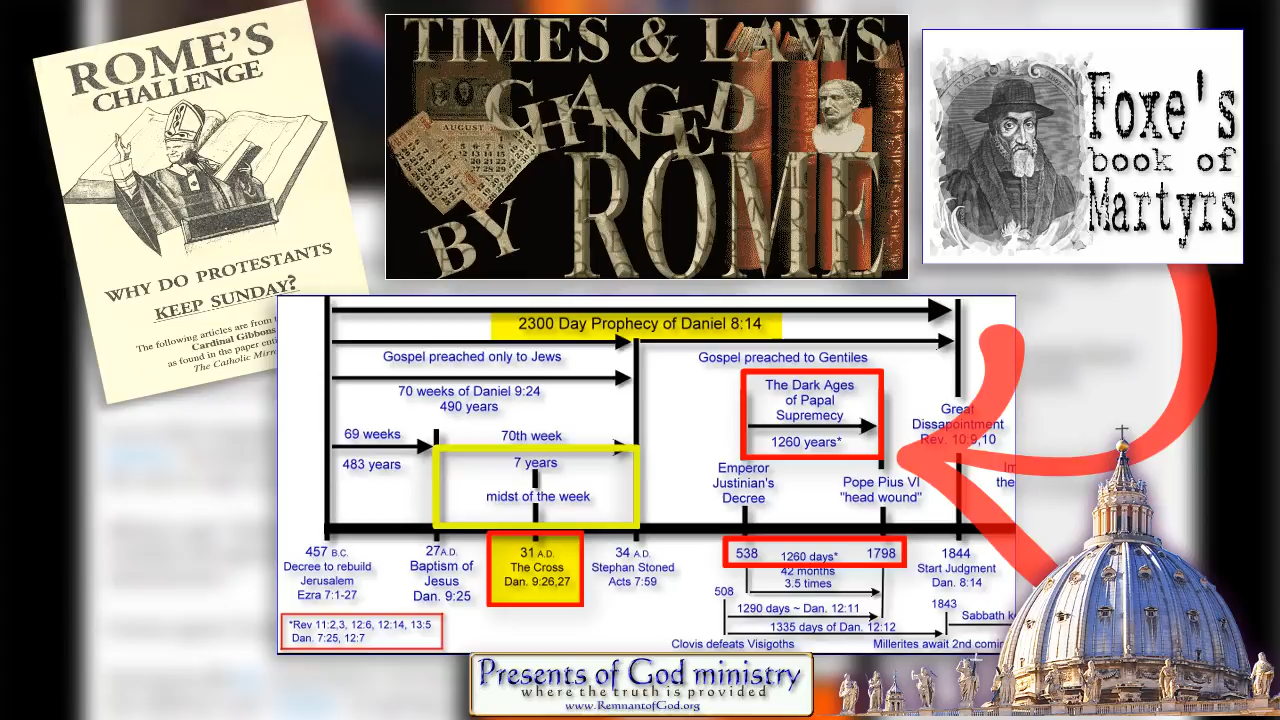 ROME'S
CHALLENGE
WHY DO PROTESTANTS
KEEP SUNDAY?
The following articles are from
Cardinal Gibbons
as found in the paper
The Catholic
TIMES & LAWS
CHANGED
BY ROME
AUGUST
Foxe's
book of
Martyrs
2300 Day Prophecy of Daniel 8:14
Gospel preached only to Jews
Gospel preached to Gentiles
70 weeks of Daniel 9:24
490 years
The Dark Ages
of Papal
Supremecy
1260 years*
Great
Dissapointment
Rev. 10:9,10
69 weeks
483 years
70th week
7 years
midst of the week
Emperor
Justinian's
Decree
Pope Pius VI
"head wound"
the
457 B.C.
Decree to rebuild
Jerusalem
Ezra 7:1-27
27A.D.
Baptism of
Jesus
Dan. 9:25
31 A.D.
The Cross
Dan. 9:26,27
34 A.D.
Stephan Stoned
Acts 7:59
538 1260 days* 1798
42 months
3.5 times
1844
Start Judgment
Dan. 8:14
508
1290 days ~ Dan. 12:11
1335 days of Dan. 12:12
1843
Sabbath
Clovis defeats Visigoths
Millerites await 2nd
*Rev 11:2,3, 12:6, 12:14, 13:5
Dan. 7:25, 12:7
Presents of God ministry
where the truth is provided
www.RemnantofGod.org